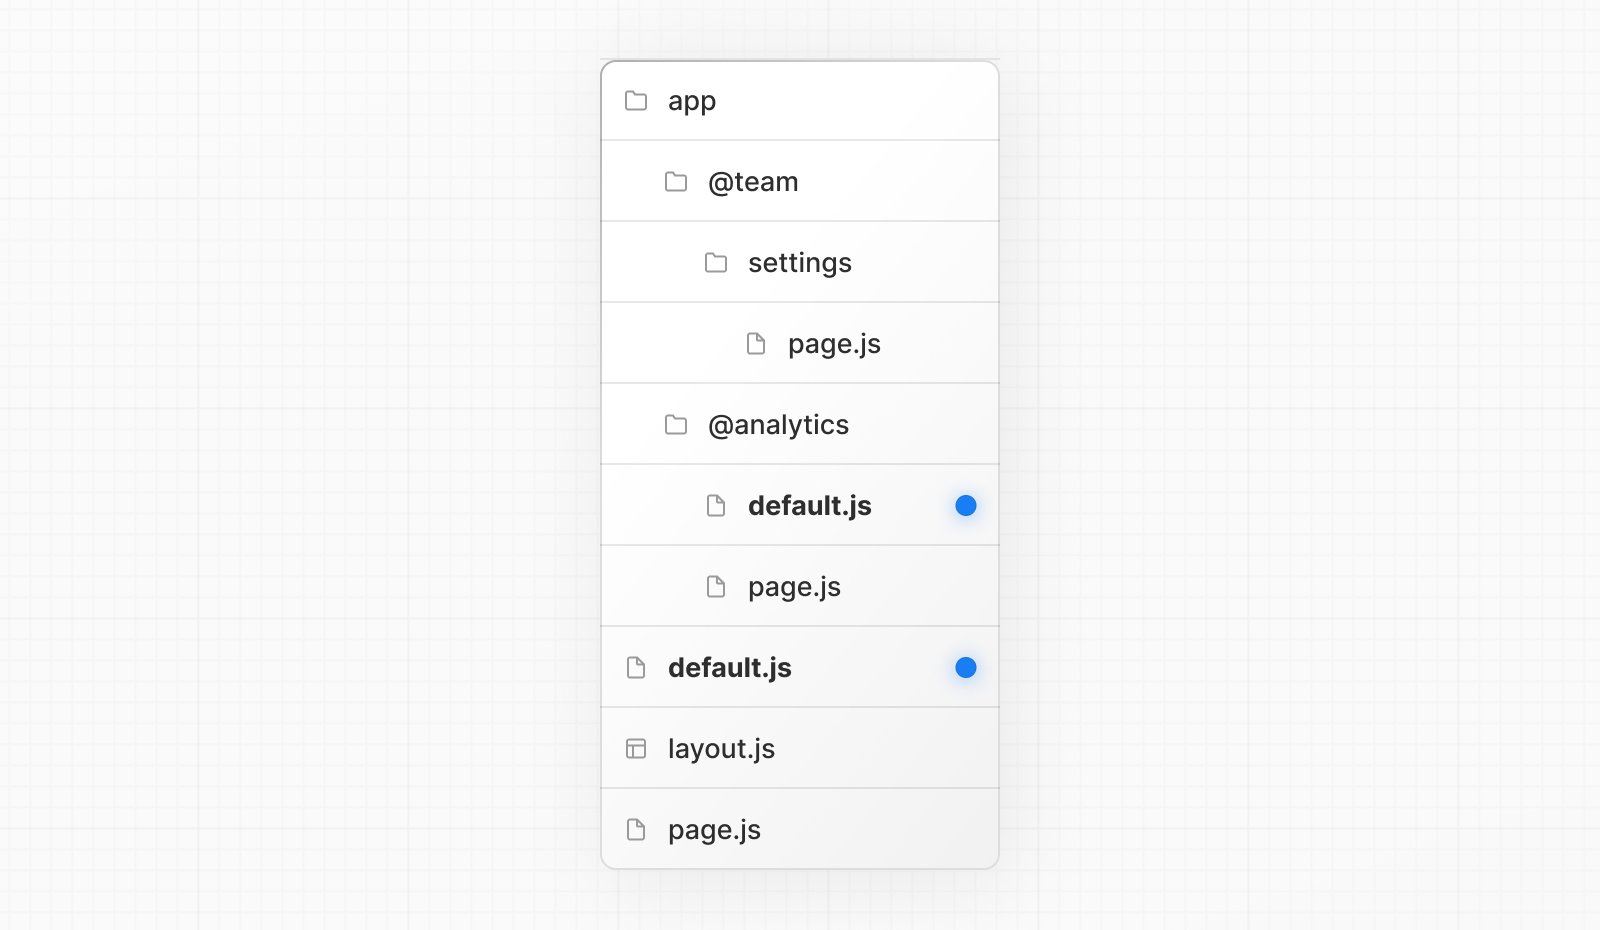 app
@team
settings
page.js
@analytics
default.js
page.js
default.js
layout.js
page.js